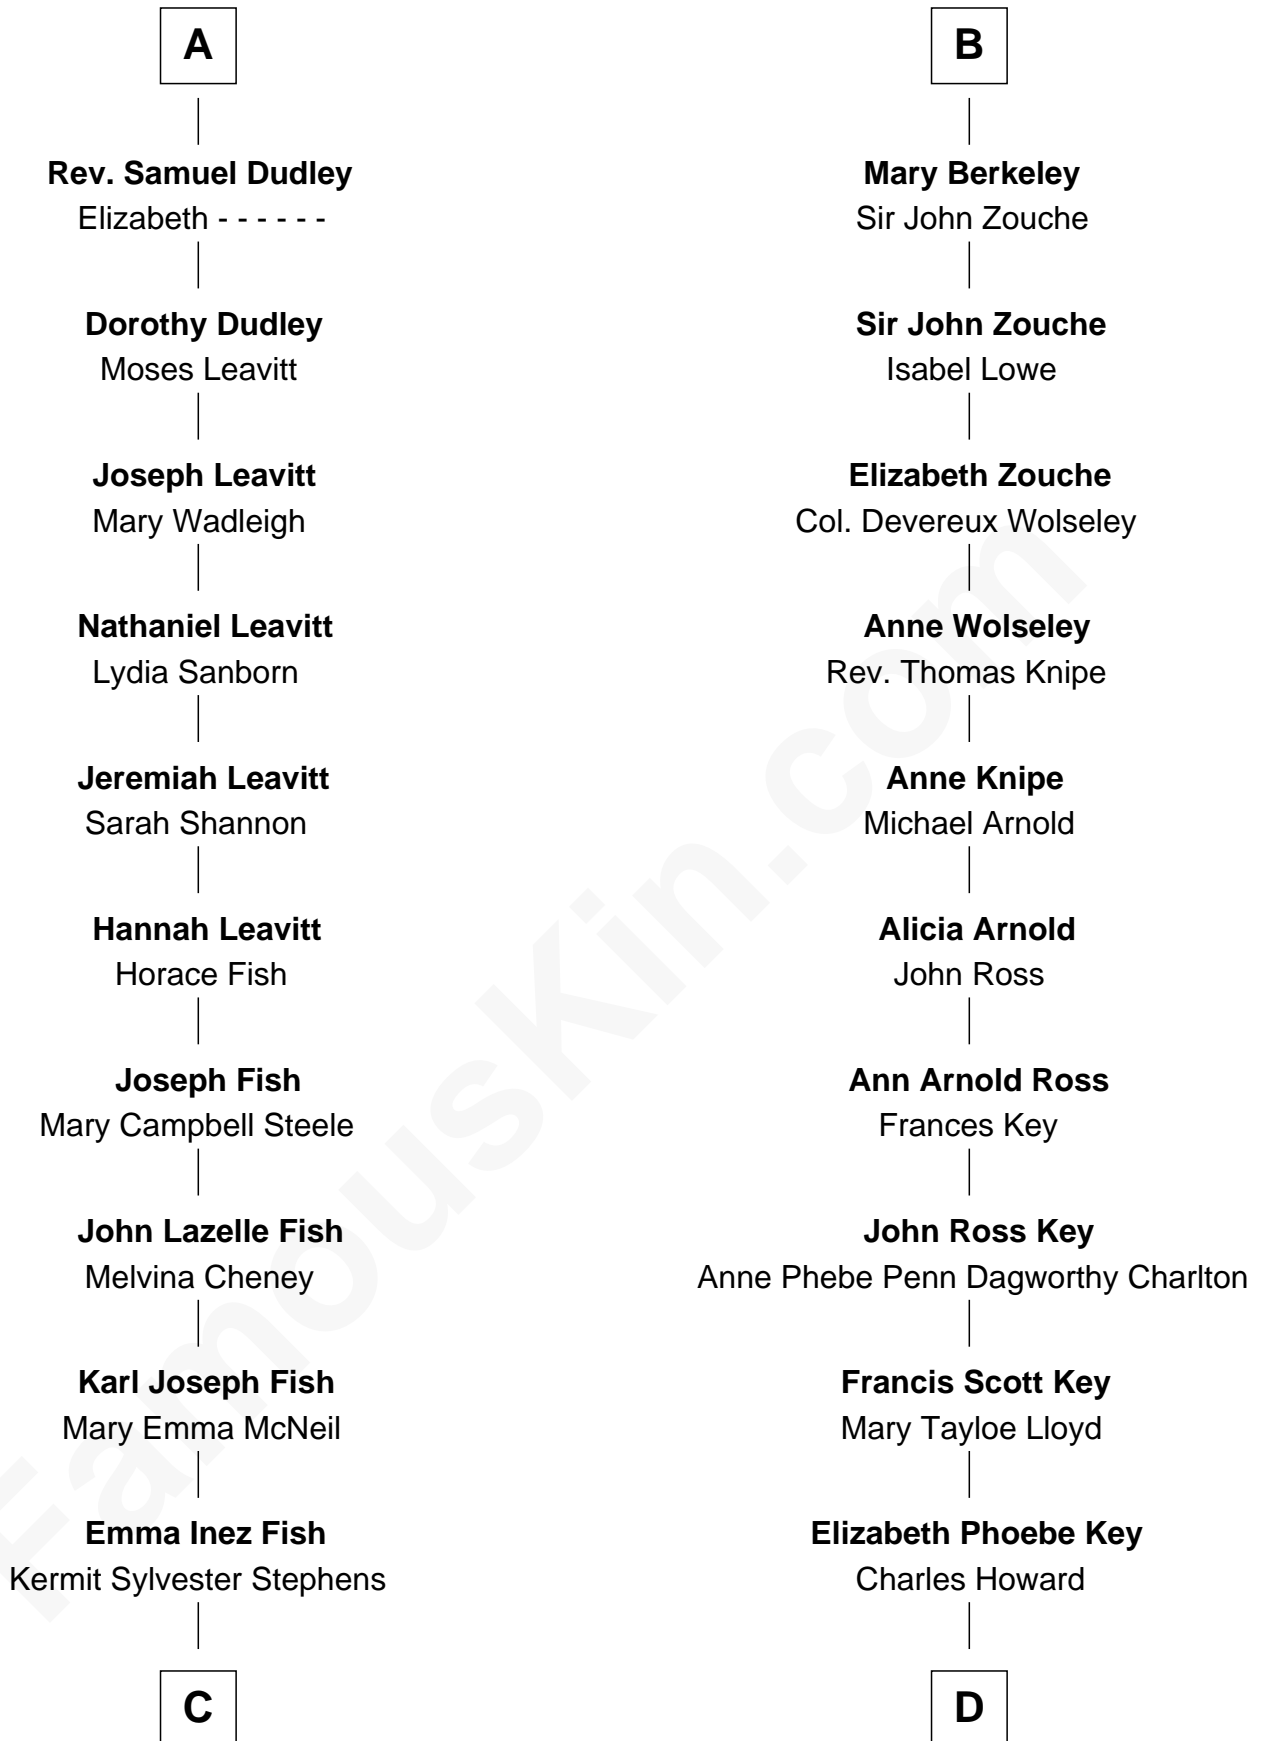 A
Rev. Samuel Dudley
Elizabeth - - - - - -
Dorothy Dudley
Moses Leavitt
Joseph Leavitt
Mary Wadleigh
Nathaniel Leavitt
Lydia Sanborn
Jeremiah Leavitt
Sarah Shannon
Hannah Leavitt
Horace Fish
Joseph Fish
Mary Campbell Steele
John Lazelle Fish
Melvina Cheney
Karl Joseph Fish
Mary Emma McNeil
Emma Inez Fish
Kermit Sylvester Stephens
C
B
Mary Berkeley
Sir John Zouche
Sir John Zouche
Isabel Lowe
Elizabeth Zouche
Col. Devereux Wolseley
Anne Wolseley
Rev. Thomas Knipe
Anne Knipe
Michael Arnold
Alicia Arnold
John Ross
Ann Arnold Ross
Frances Key
John Ross Key
Anne Phebe Penn Dagworthy Charlton
Francis Scott Key
Mary Tayloe Lloyd
Elizabeth Phoebe Key
Charles Howard
D
FamousKin.com